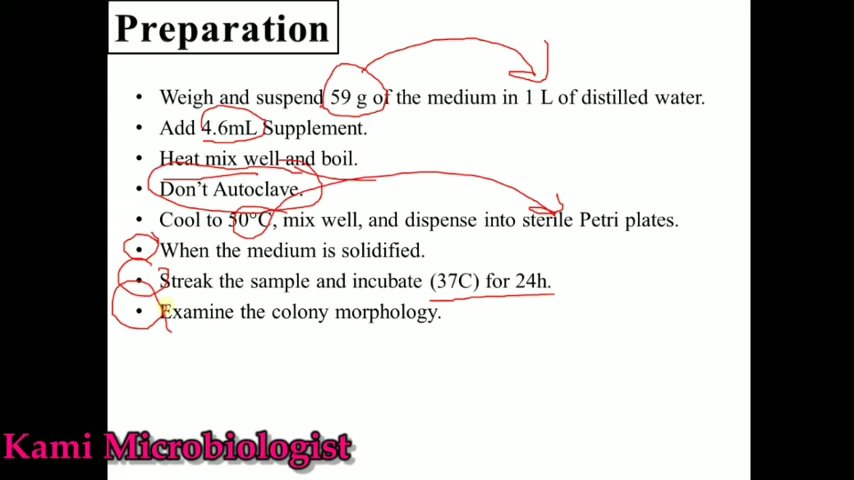 Preparation
• Weigh and suspend 59 g of the medium in 1 L of distilled water.
• Add 4.6mL Supplement.
• Heat mix well and boil.
• Don't Autoclave.
• Cool to 50°C, mix well, and dispense into sterile Petri plates.
• When the medium is solidified.
• Streak the sample and incubate (37C) for 24h.
• Examine the colony morphology.
Kami Microbiologist